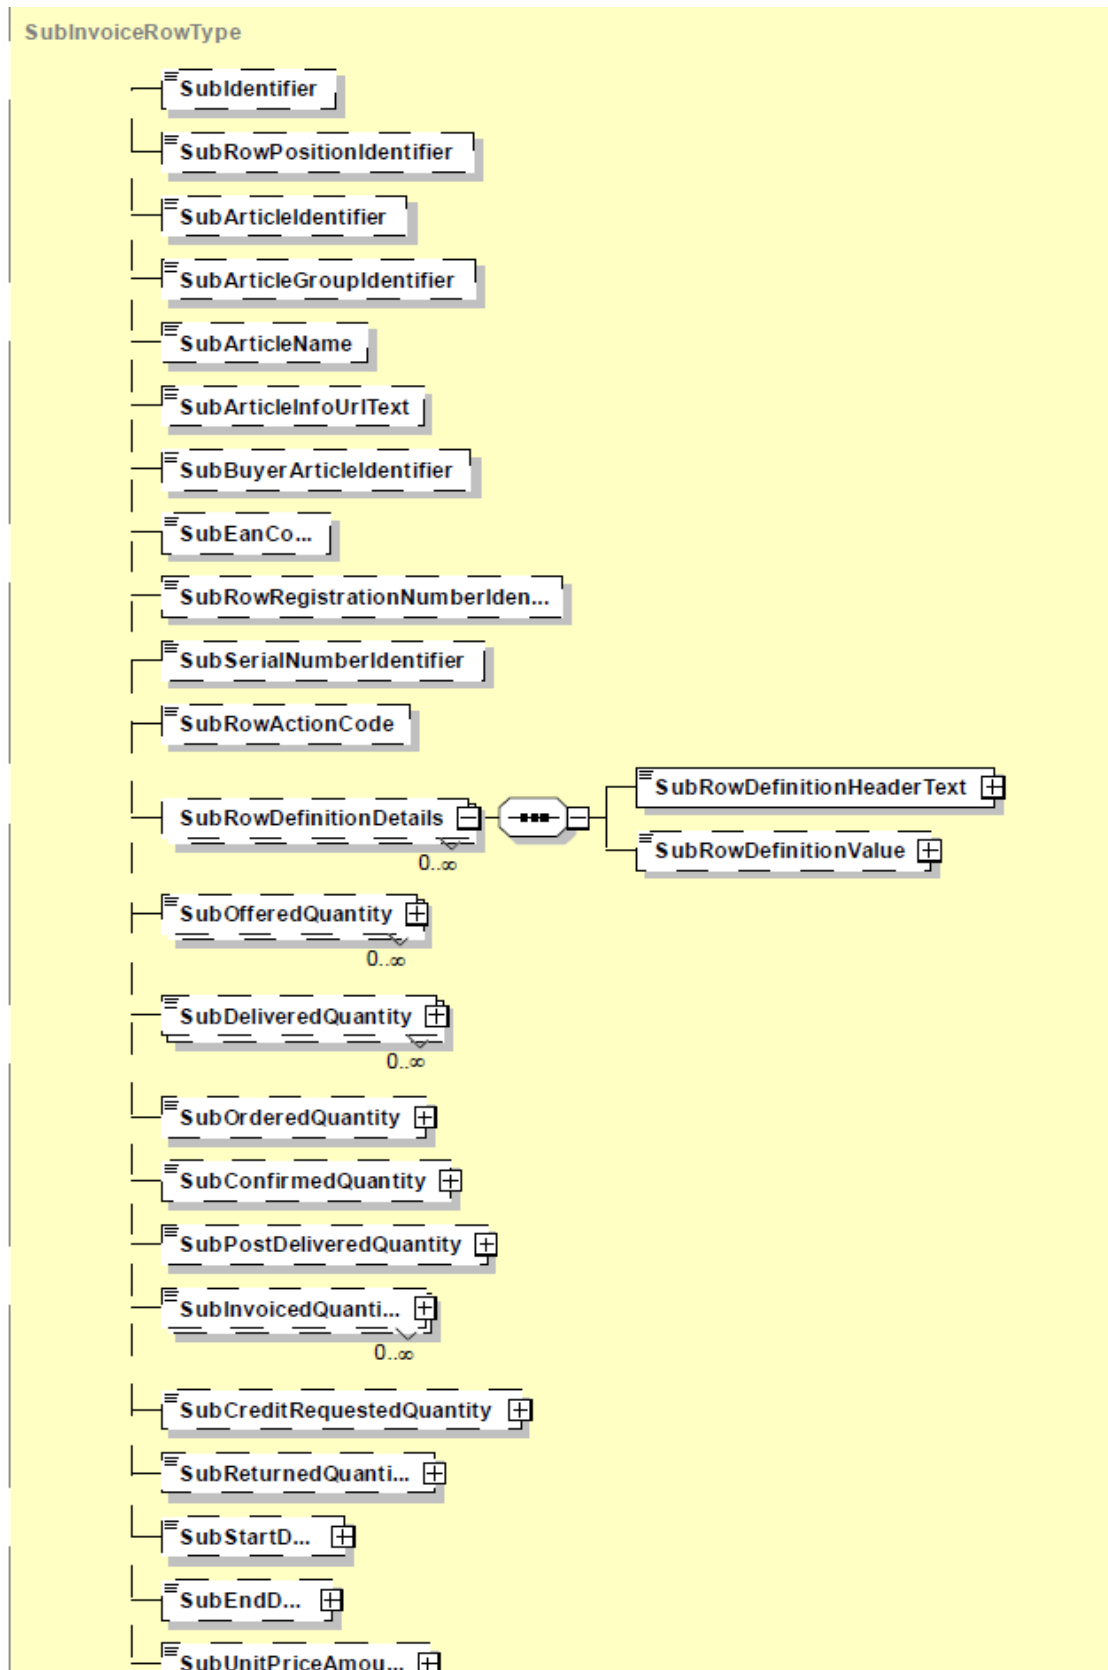 SubInvoiceRowType
SubIdentifier
SubRowPositionIdentifier
SubArticleIdentifier
SubArticleGroupIdentifier
SubArticleName
SubArticleInfoUrlText
SubBuyerArticleIdentifier
SubEanCo...
SubRowRegistrationNumberIden...
SubSerialNumberIdentifier
SubRowActionCode
SubRowDefinitionHeaderText
SubRowDefinitionDetails
SubRowDefinitionValue
0..∞
SubOfferedQuantity
0..∞
SubDeliveredQuantity
0..∞
SubOrderedQuantity
SubConfirmedQuantity
SubPostDeliveredQuantity
SubInvoicedQuanti...
0..∞
SubCreditRequestedQuantity
SubReturnedQuanti...
SubStartD...
SubEndD...
SubUnitPriceAmou...